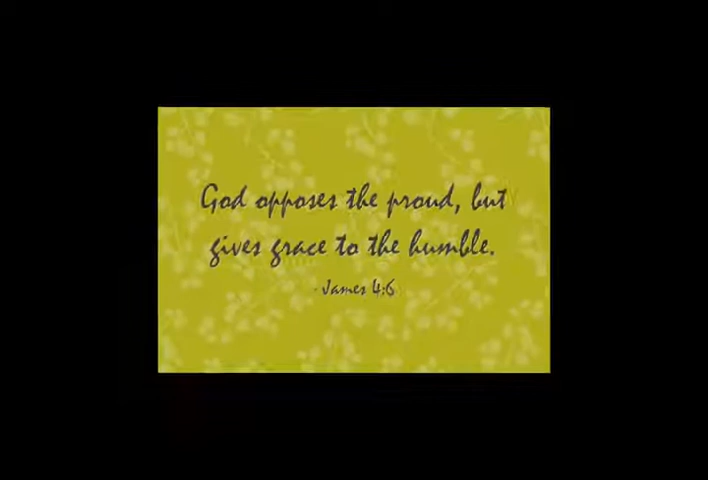 God opposes the proud, but
gives grace to the humble.
- James 4:6